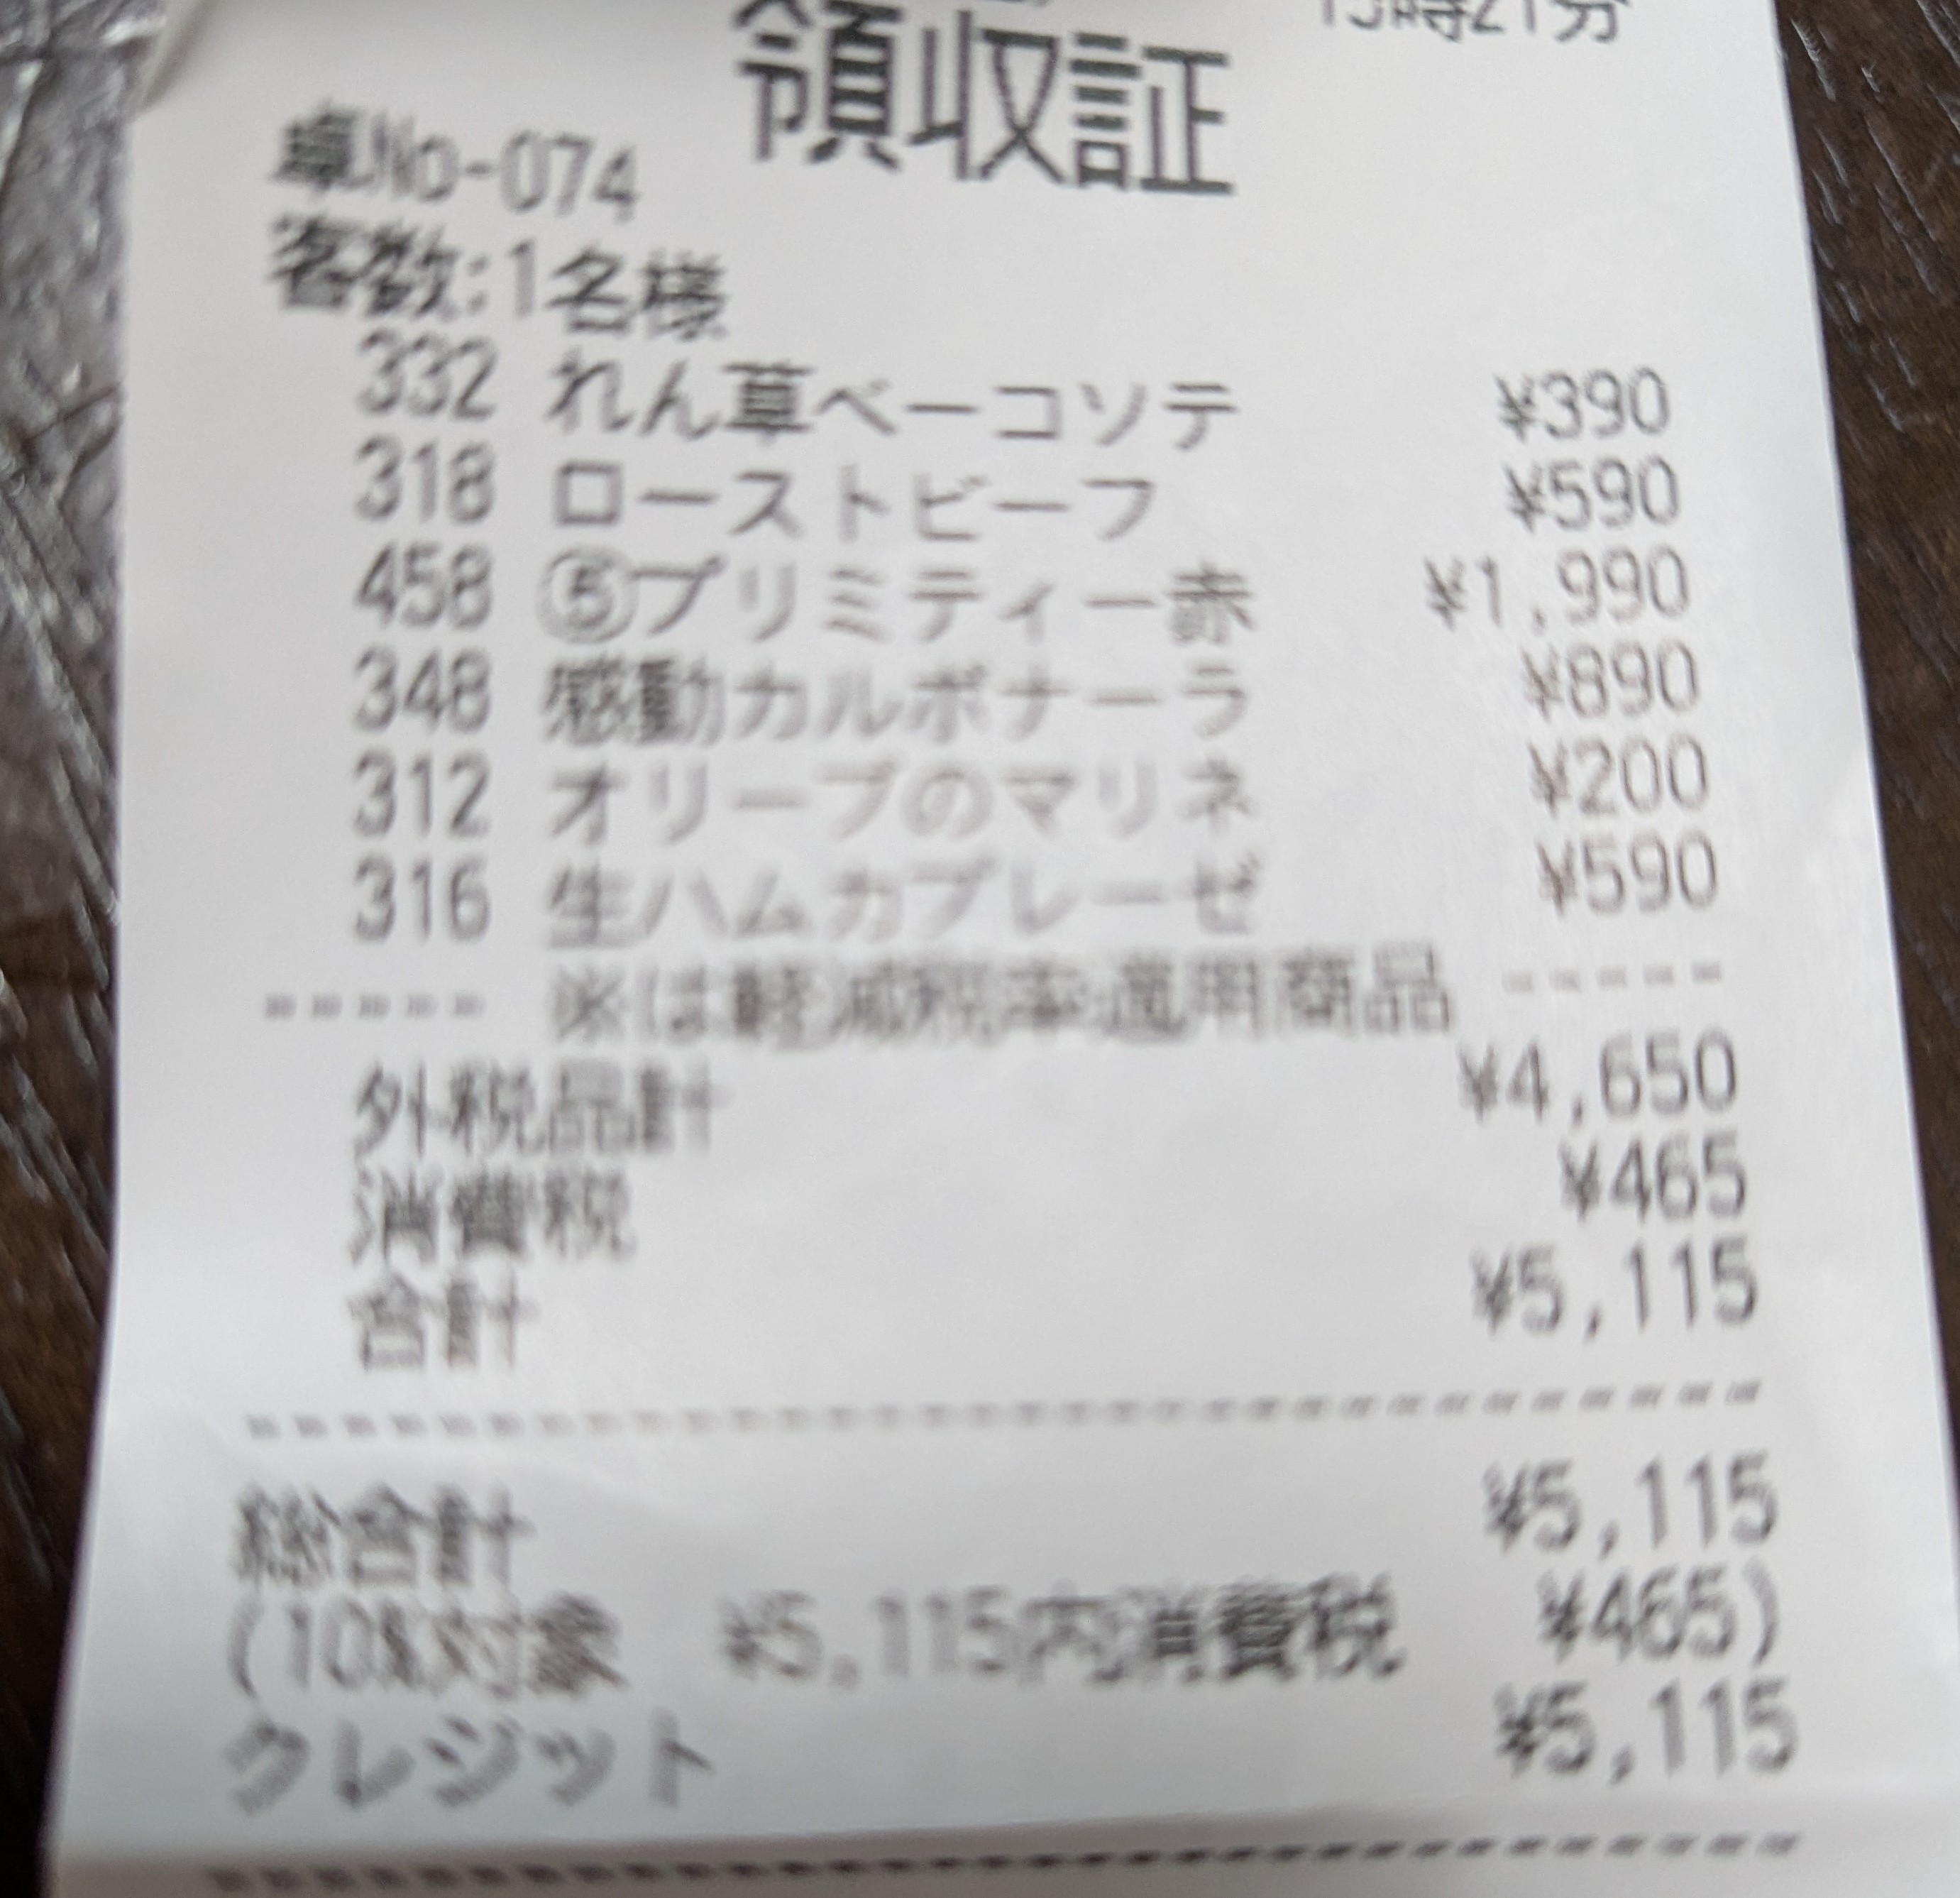 領収証
卓No-074
客数:1名様
332 れん草ベーコソテ ¥390
318 ローストビーフ ¥590
458 ⑤プリミティー赤 ¥1,990
348 感動カルボナーラ ¥890
312 オリーブのマリネ ¥200
316 生ハムカプレーゼ ¥590
----- ※は軽減税率適用商品 -----
外税品計 ¥4,650
消費税 ¥465
合計 ¥5,115
総合計 ¥5,115
(10%対象 ¥5,115内消費税 ¥465)
クレジット ¥5,115